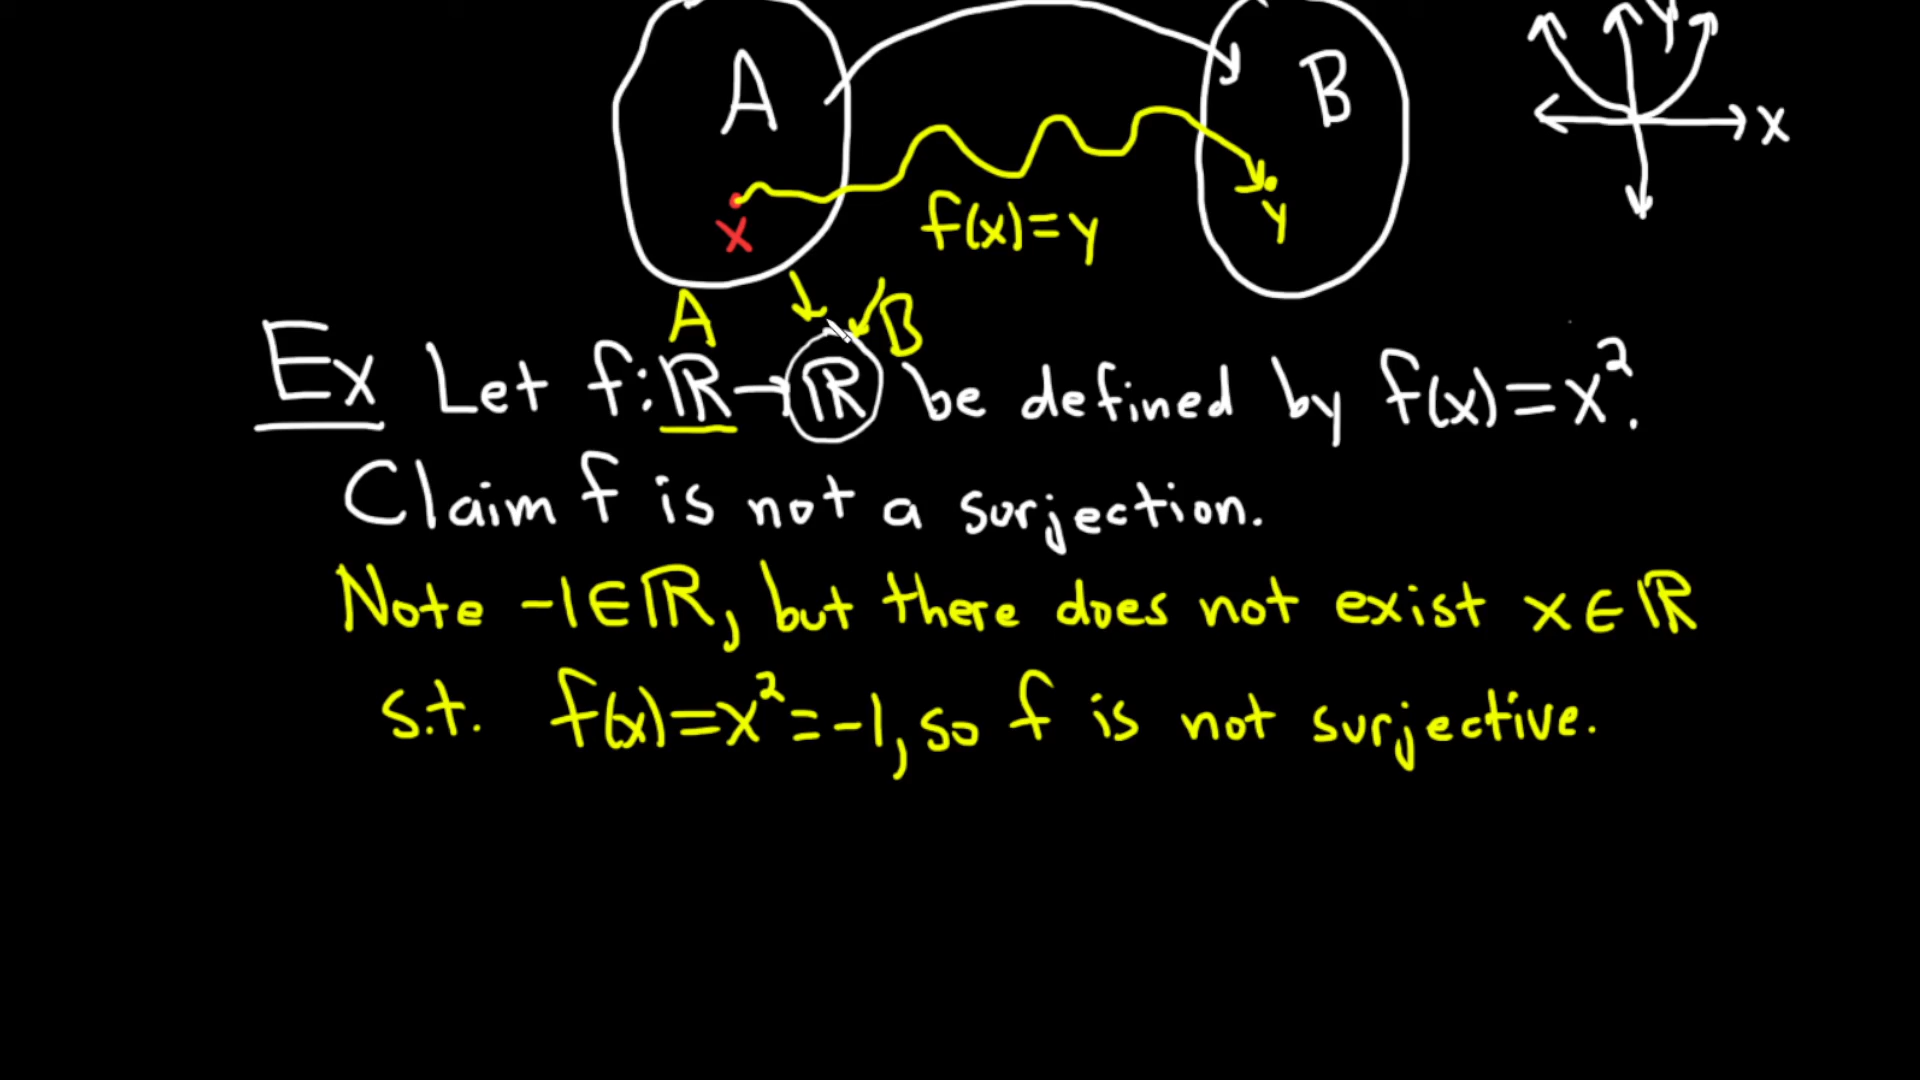 A B
y
x
x
f(x)=y
y
A
B
Ex Let f:ℝ→ℝ be defined by f(x)=x².
Claim f is not a surjection.
Note -1∈ℝ, but there does not exist x∈ℝ
s.t. f(x)=x²=-1, so f is not surjective.